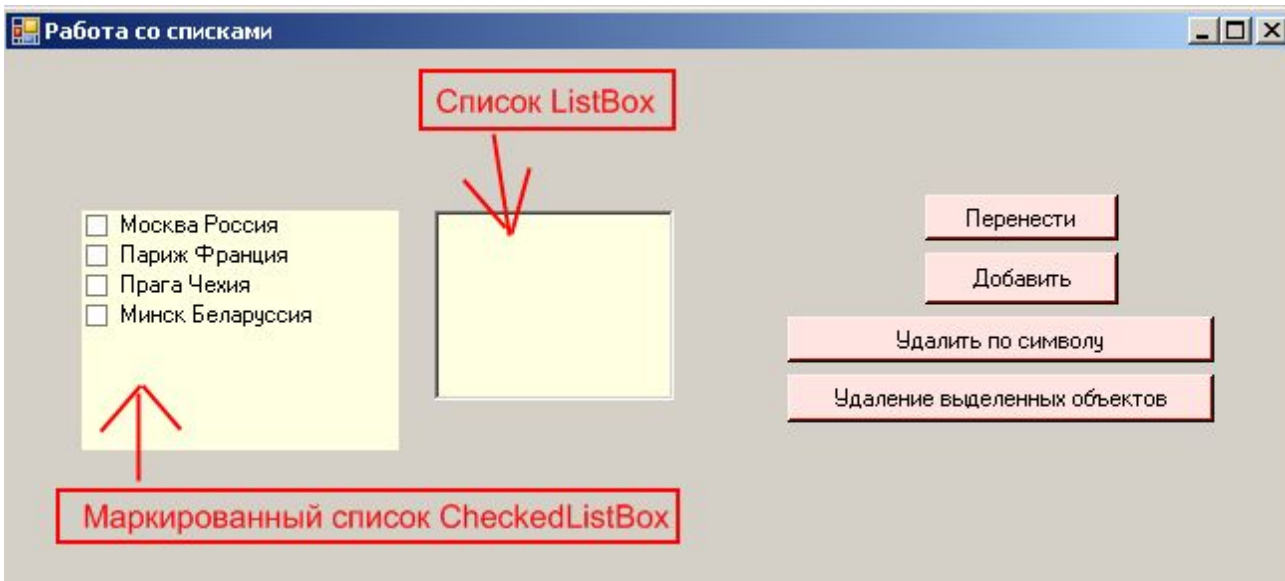 Работа со списками
Список ListBox
Москва Россия
Париж Франция
Прага Чехия
Минск Беларуссия
Перенести
Добавить
Удалить по символу
Удаление выделенных объектов
Маркированный список CheckedListBox